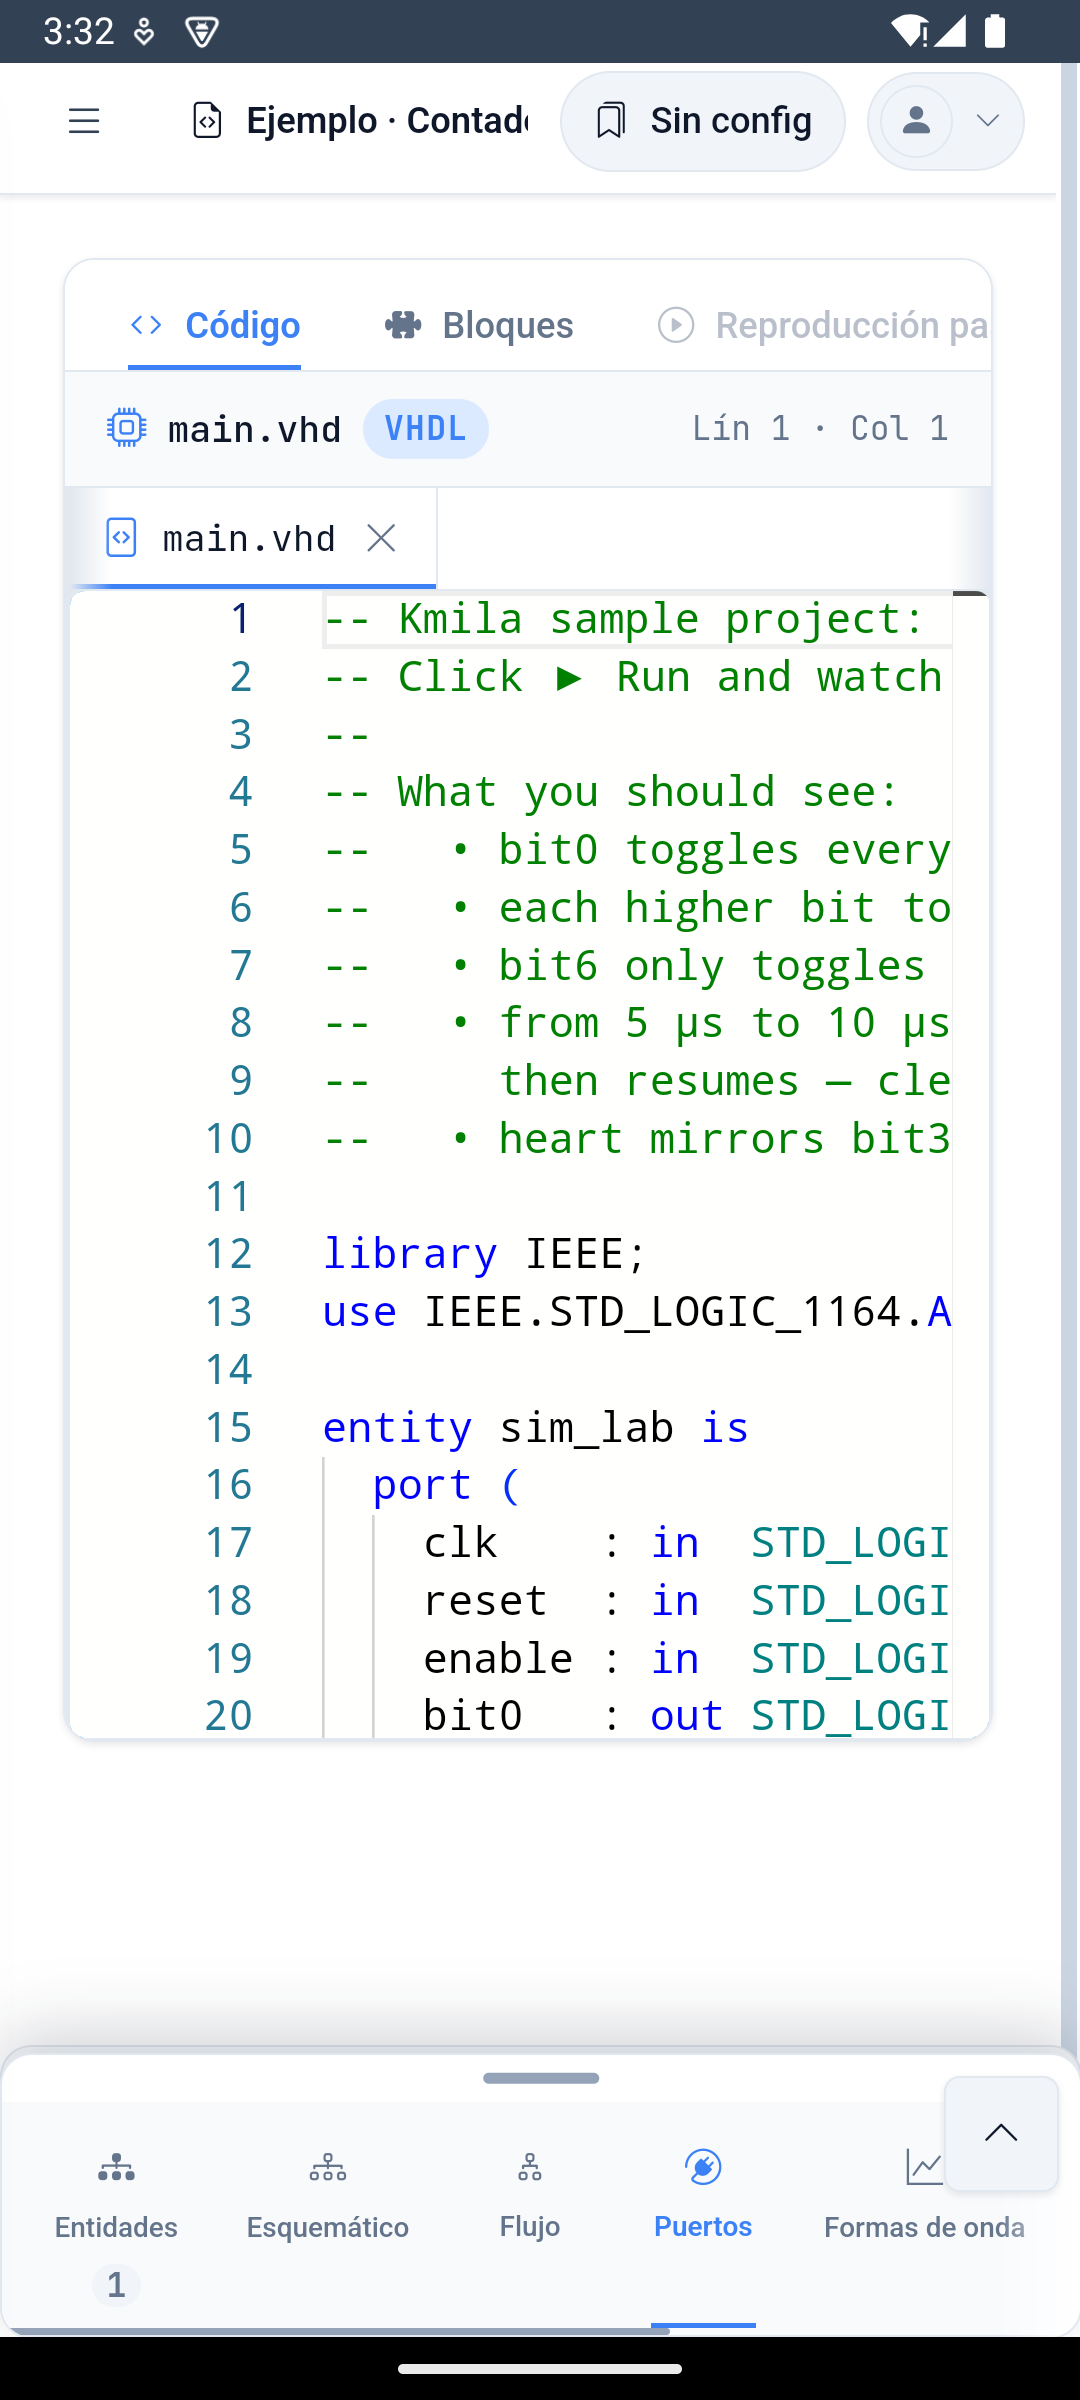 3:32
Ejemplo · Contad
Sin config
Código
Bloques
Reproducción pa
main.vhd
VHDL
Lín 1 · Col 1
main.vhd
1 -- Kmila sample project:
2 -- Click ▶ Run and watch
3 --
4 -- What you should see:
5 --   • bit0 toggles every
6 --   • each higher bit to
7 --   • bit6 only toggles
8 --   • from 5 µs to 10 µs
9 --     then resumes — cle
10 --   • heart mirrors bit3
11
12 library IEEE;
13 use IEEE.STD_LOGIC_1164.A
14
15 entity sim_lab is
16   port (
17     clk    : in  STD_LOGI
18     reset  : in  STD_LOGI
19     enable : in  STD_LOGI
20     bit0   : out STD_LOGI
Entidades
Esquemático
Flujo
Puertos
Formas de onda
1